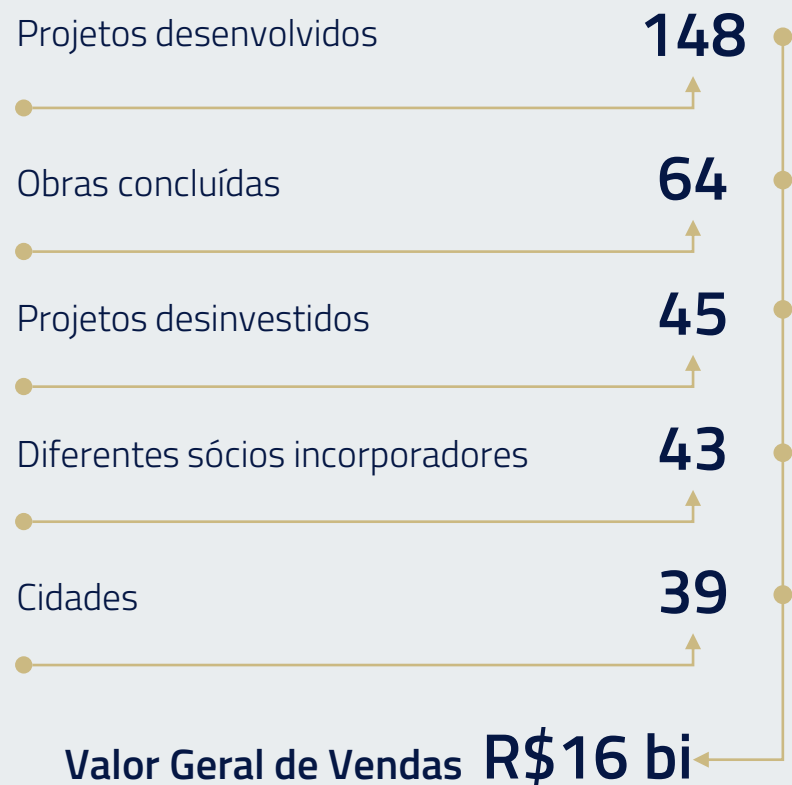 Projetos desenvolvidos 148
Obras concluídas 64
Projetos desinvestidos 45
Diferentes sócios incorporadores 43
Cidades 39
Valor Geral de Vendas R$16 bi